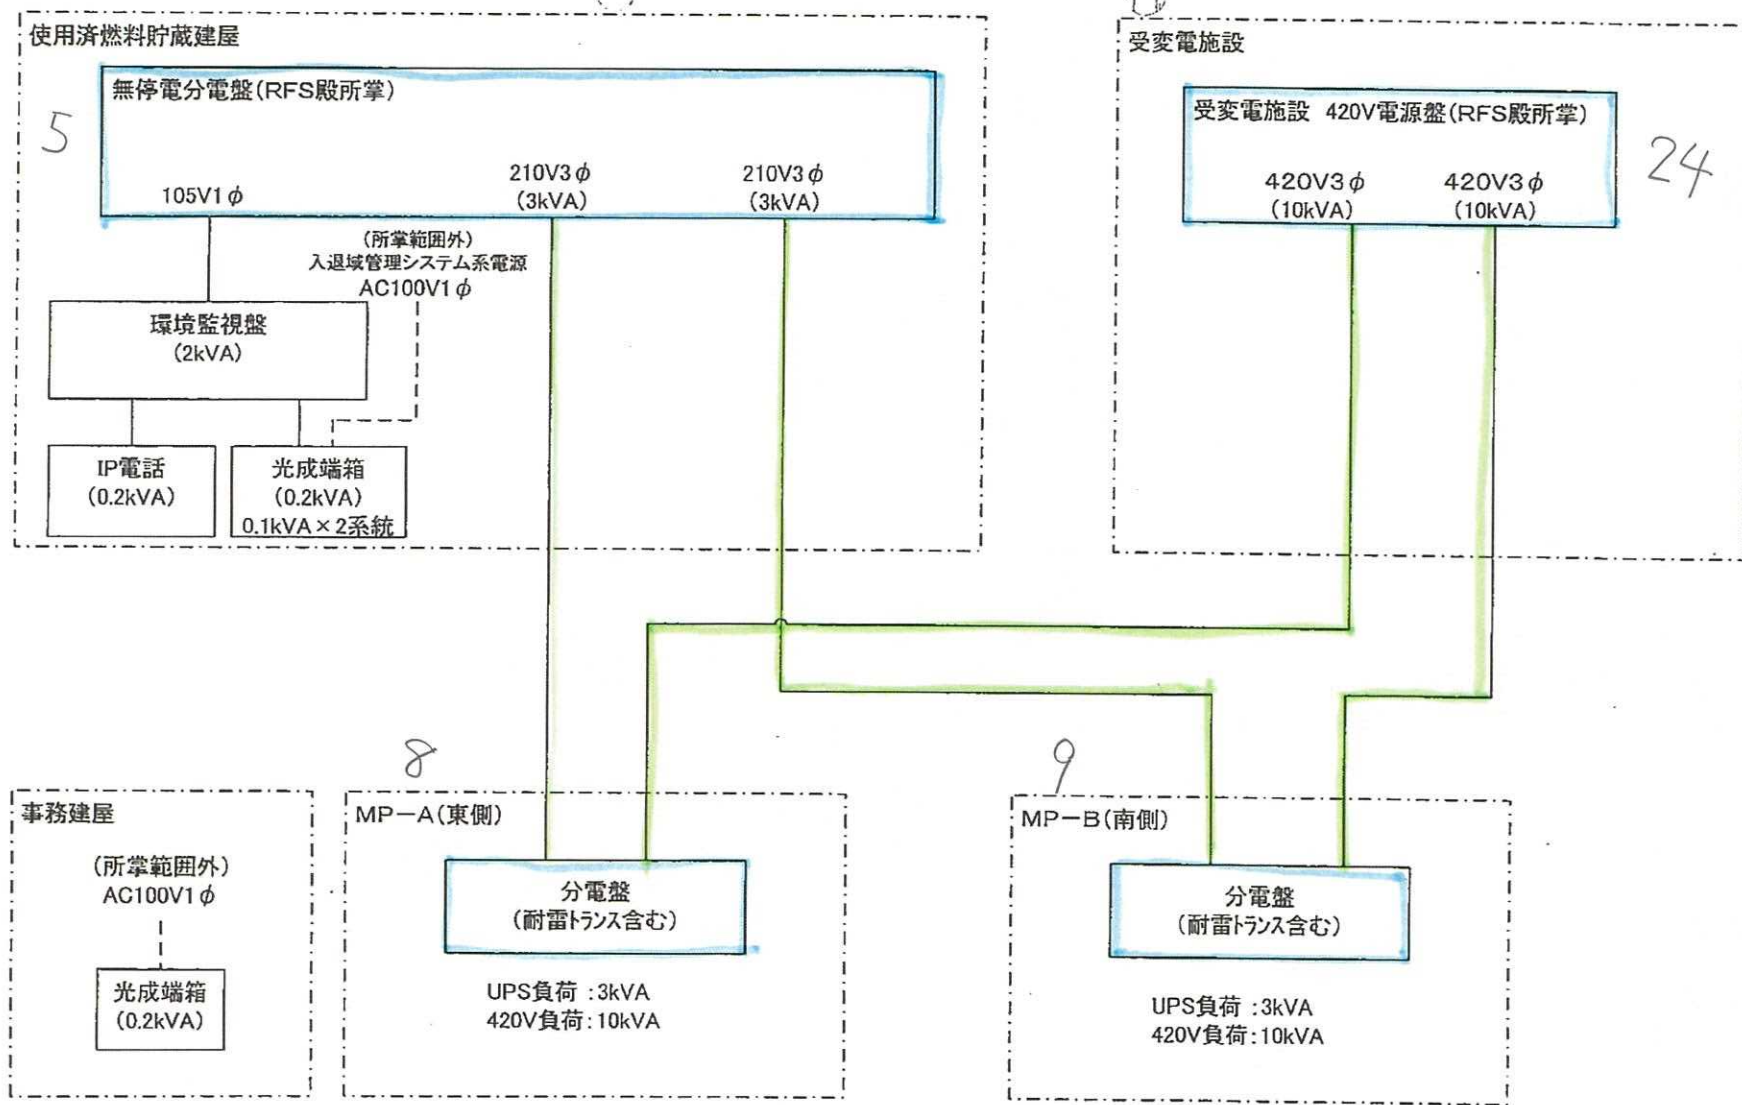 使用済燃料貯蔵建屋
5
無停電分電盤(RFS殿所掌)
105V1φ
210V3φ
(3kVA)
210V3φ
(3kVA)
(所掌範囲外)
入退域管理システム系電源
AC100V1φ
環境監視盤
(2kVA)
IP電話
(0.2kVA)
光成端箱
(0.2kVA)
0.1kVA×2系統
受変電施設
受変電施設 420V電源盤(RFS殿所掌)
24
420V3φ
(10kVA)
420V3φ
(10kVA)
事務建屋
(所掌範囲外)
AC100V1φ
光成端箱
(0.2kVA)
8
MP－A(東側)
分電盤
(耐雷トランス含む)
UPS負荷 :3kVA
420V負荷:10kVA
9
MP－B(南側)
分電盤
(耐雷トランス含む)
UPS負荷 :3kVA
420V負荷:10kVA